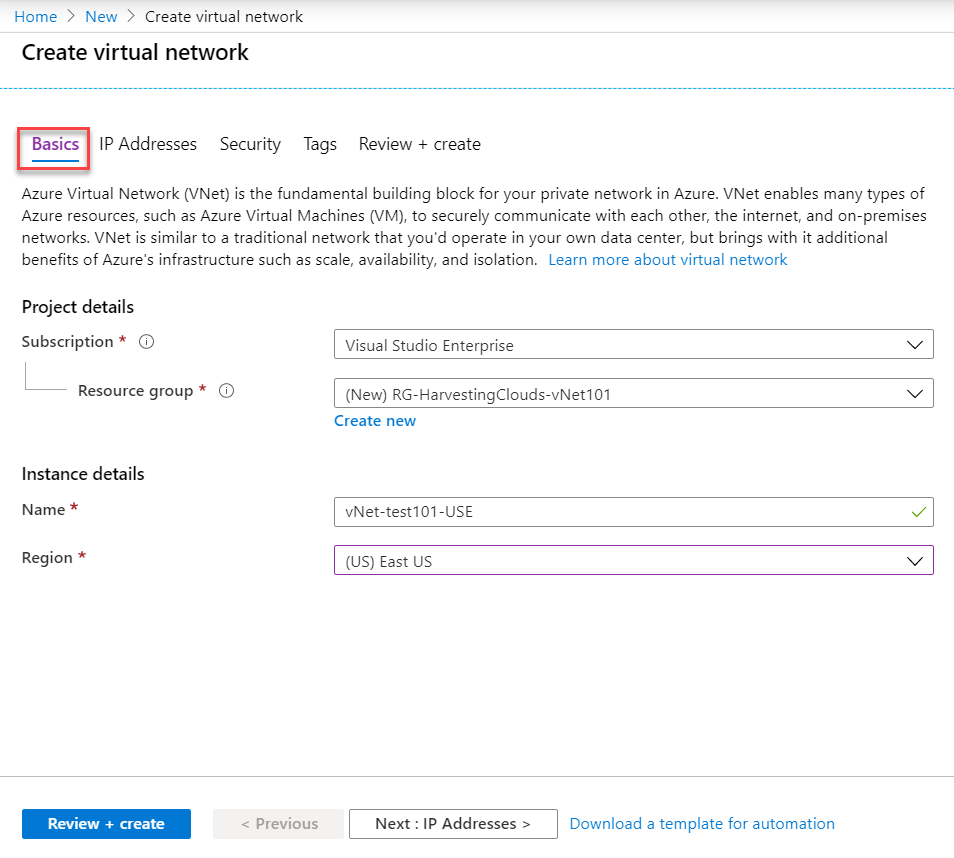 Home > New > Create virtual network
Create virtual network
Basics IP Addresses Security Tags Review + create
Azure Virtual Network (VNet) is the fundamental building block for your private network in Azure. VNet enables many types of
Azure resources, such as Azure Virtual Machines (VM), to securely communicate with each other, the internet, and on-premises
networks. VNet is similar to a traditional network that you'd operate in your own data center, but brings with it additional
benefits of Azure's infrastructure such as scale, availability, and isolation. Learn more about virtual network
Project details
Subscription * Visual Studio Enterprise
Resource group * (New) RG-HarvestingClouds-vNet101
Create new
Instance details
Name * vNet-test101-USE
Region * (US) East US
Review + create < Previous Next : IP Addresses > Download a template for automation